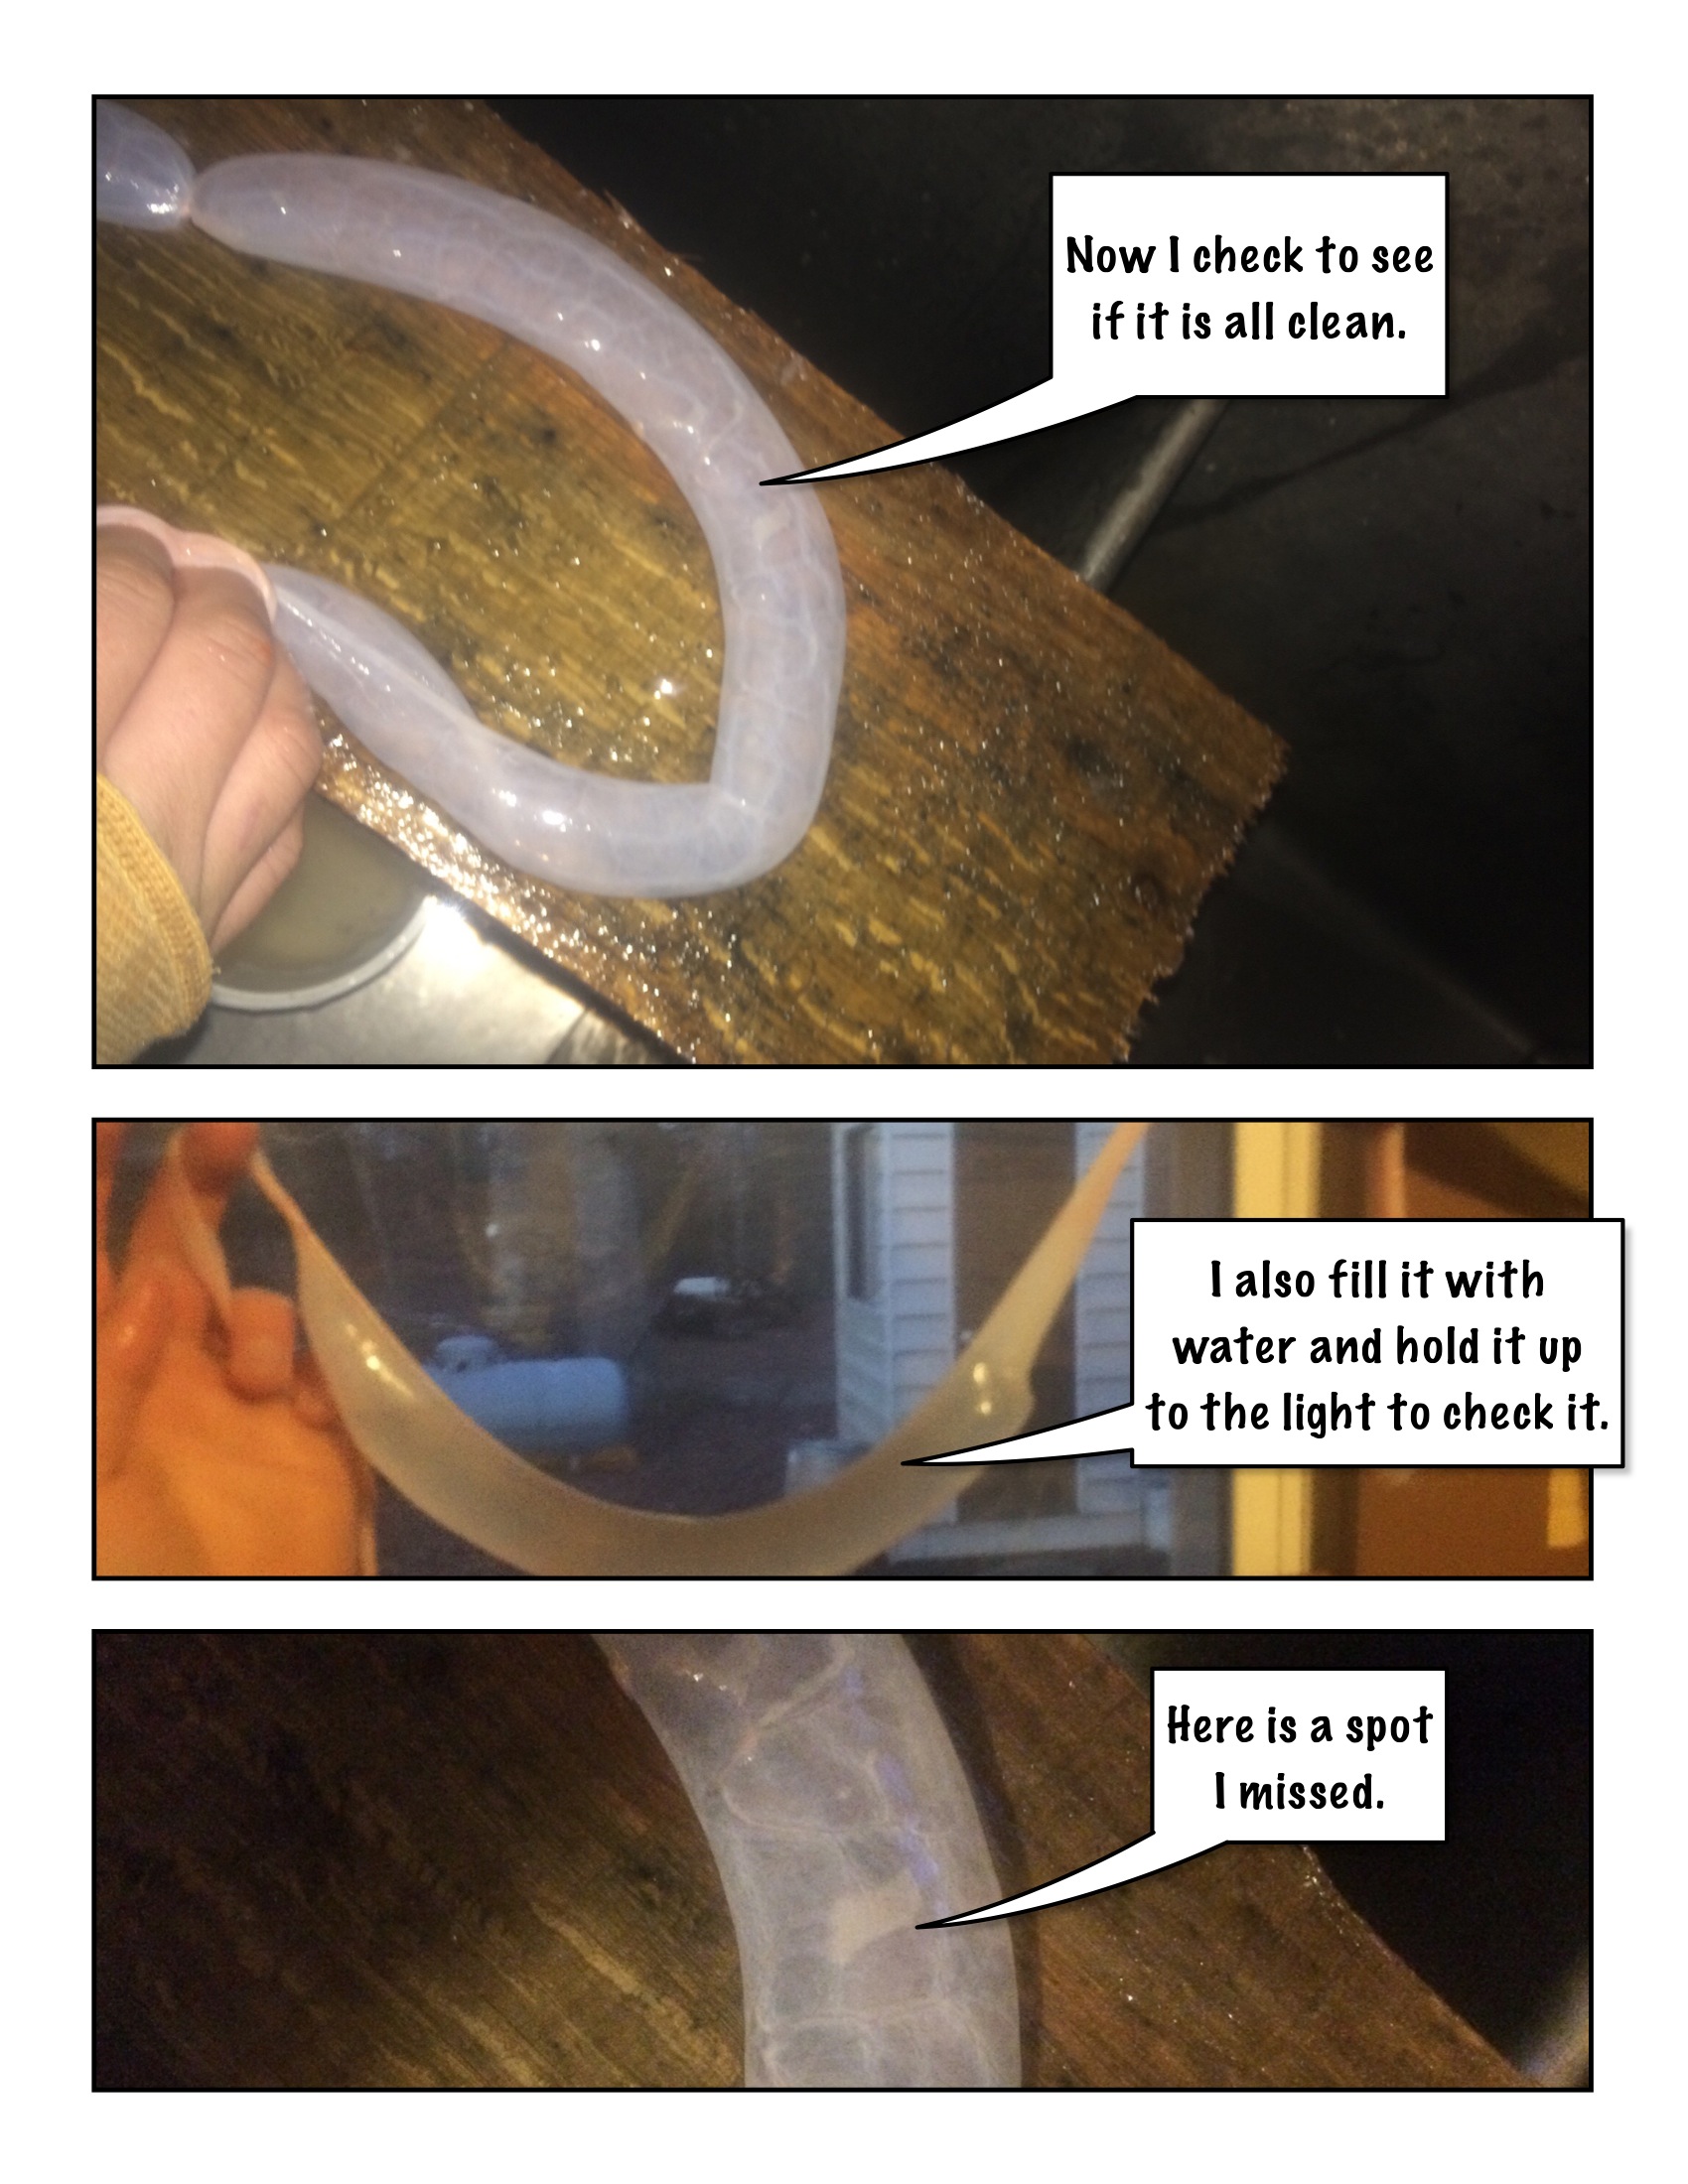 Now I check to see
if it is all clean.
I also fill it with
water and hold it up
to the light to check it.
Here is a spot
I missed.